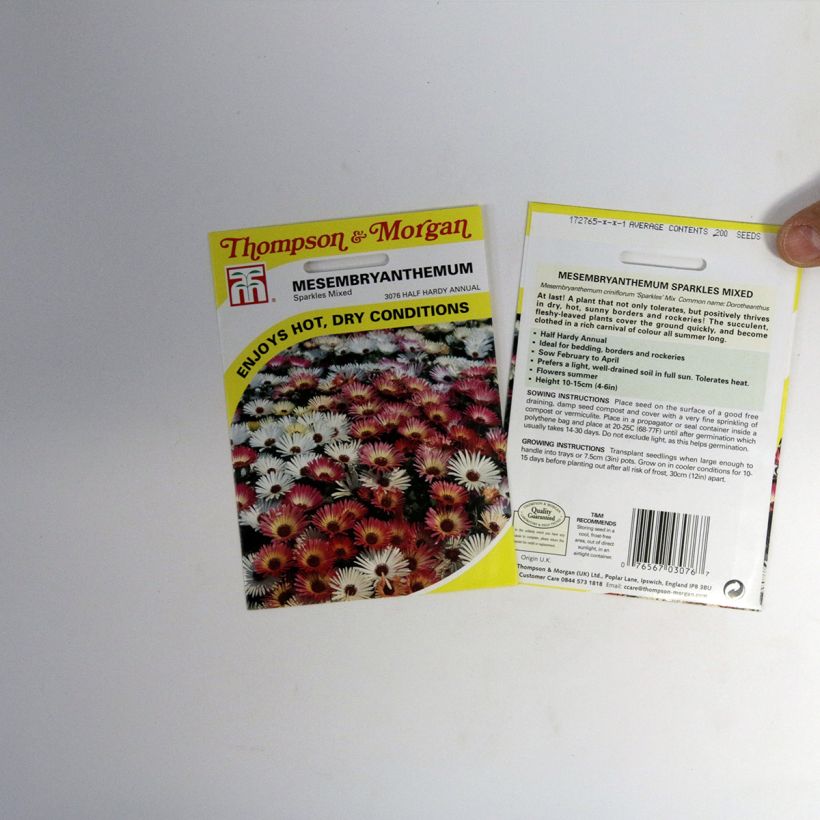 Thompson & Morgan
MESEMBRYANTHEMUM
Sparkles Mixed
3076 HALF HARDY ANNUAL
ENJOYS HOT, DRY CONDITIONS
172765-x-x-1 AVERAGE CONTENTS 200 SEEDS
MESEMBRYANTHEMUM SPARKLES MIXED
Mesembryanthemum criniflorum 'Sparkles' Mix Common name: Dorotheanthus
At last! A plant that not only tolerates, but positively thrives
in dry, hot, sunny borders and rockeries! The succulent,
fleshy-leaved plants cover the ground quickly, and become
clothed in a rich carnival of colour all summer long.
• Half Hardy Annual
• Ideal for bedding, borders and rockeries
• Sow February to April
• Prefers a light, well-drained soil in full sun. Tolerates heat.
• Flowers summer
• Height 10-15cm (4-6in)
SOWING INSTRUCTIONS Place seed on the surface of a good free
draining, damp seed compost and cover with a very fine sprinkling of
compost or vermiculite. Place in a propagator or seal container inside a
polythene bag and place at 20-25C (68-77F) until after germination which
usually takes 14-30 days. Do not exclude light, as this helps germination.
GROWING INSTRUCTIONS Transplant seedlings when large enough to
handle into trays or 7.5cm (3in) pots. Grow on in cooler conditions for 10-
15 days before planting out after all risk of frost, 30cm (12in) apart.
Quality
Guaranteed
T&M
RECOMMENDS
Storing seed in a
cool, frost-free
area, out of direct
sunlight, in an
airtight container.
Origin U.K.
0 76567 03076 7
Thompson & Morgan (UK) Ltd., Poplar Lane, Ipswich, England IP8 3BU
Customer Care 0844 573 1818 Email: ccare@thompson-morgan.com